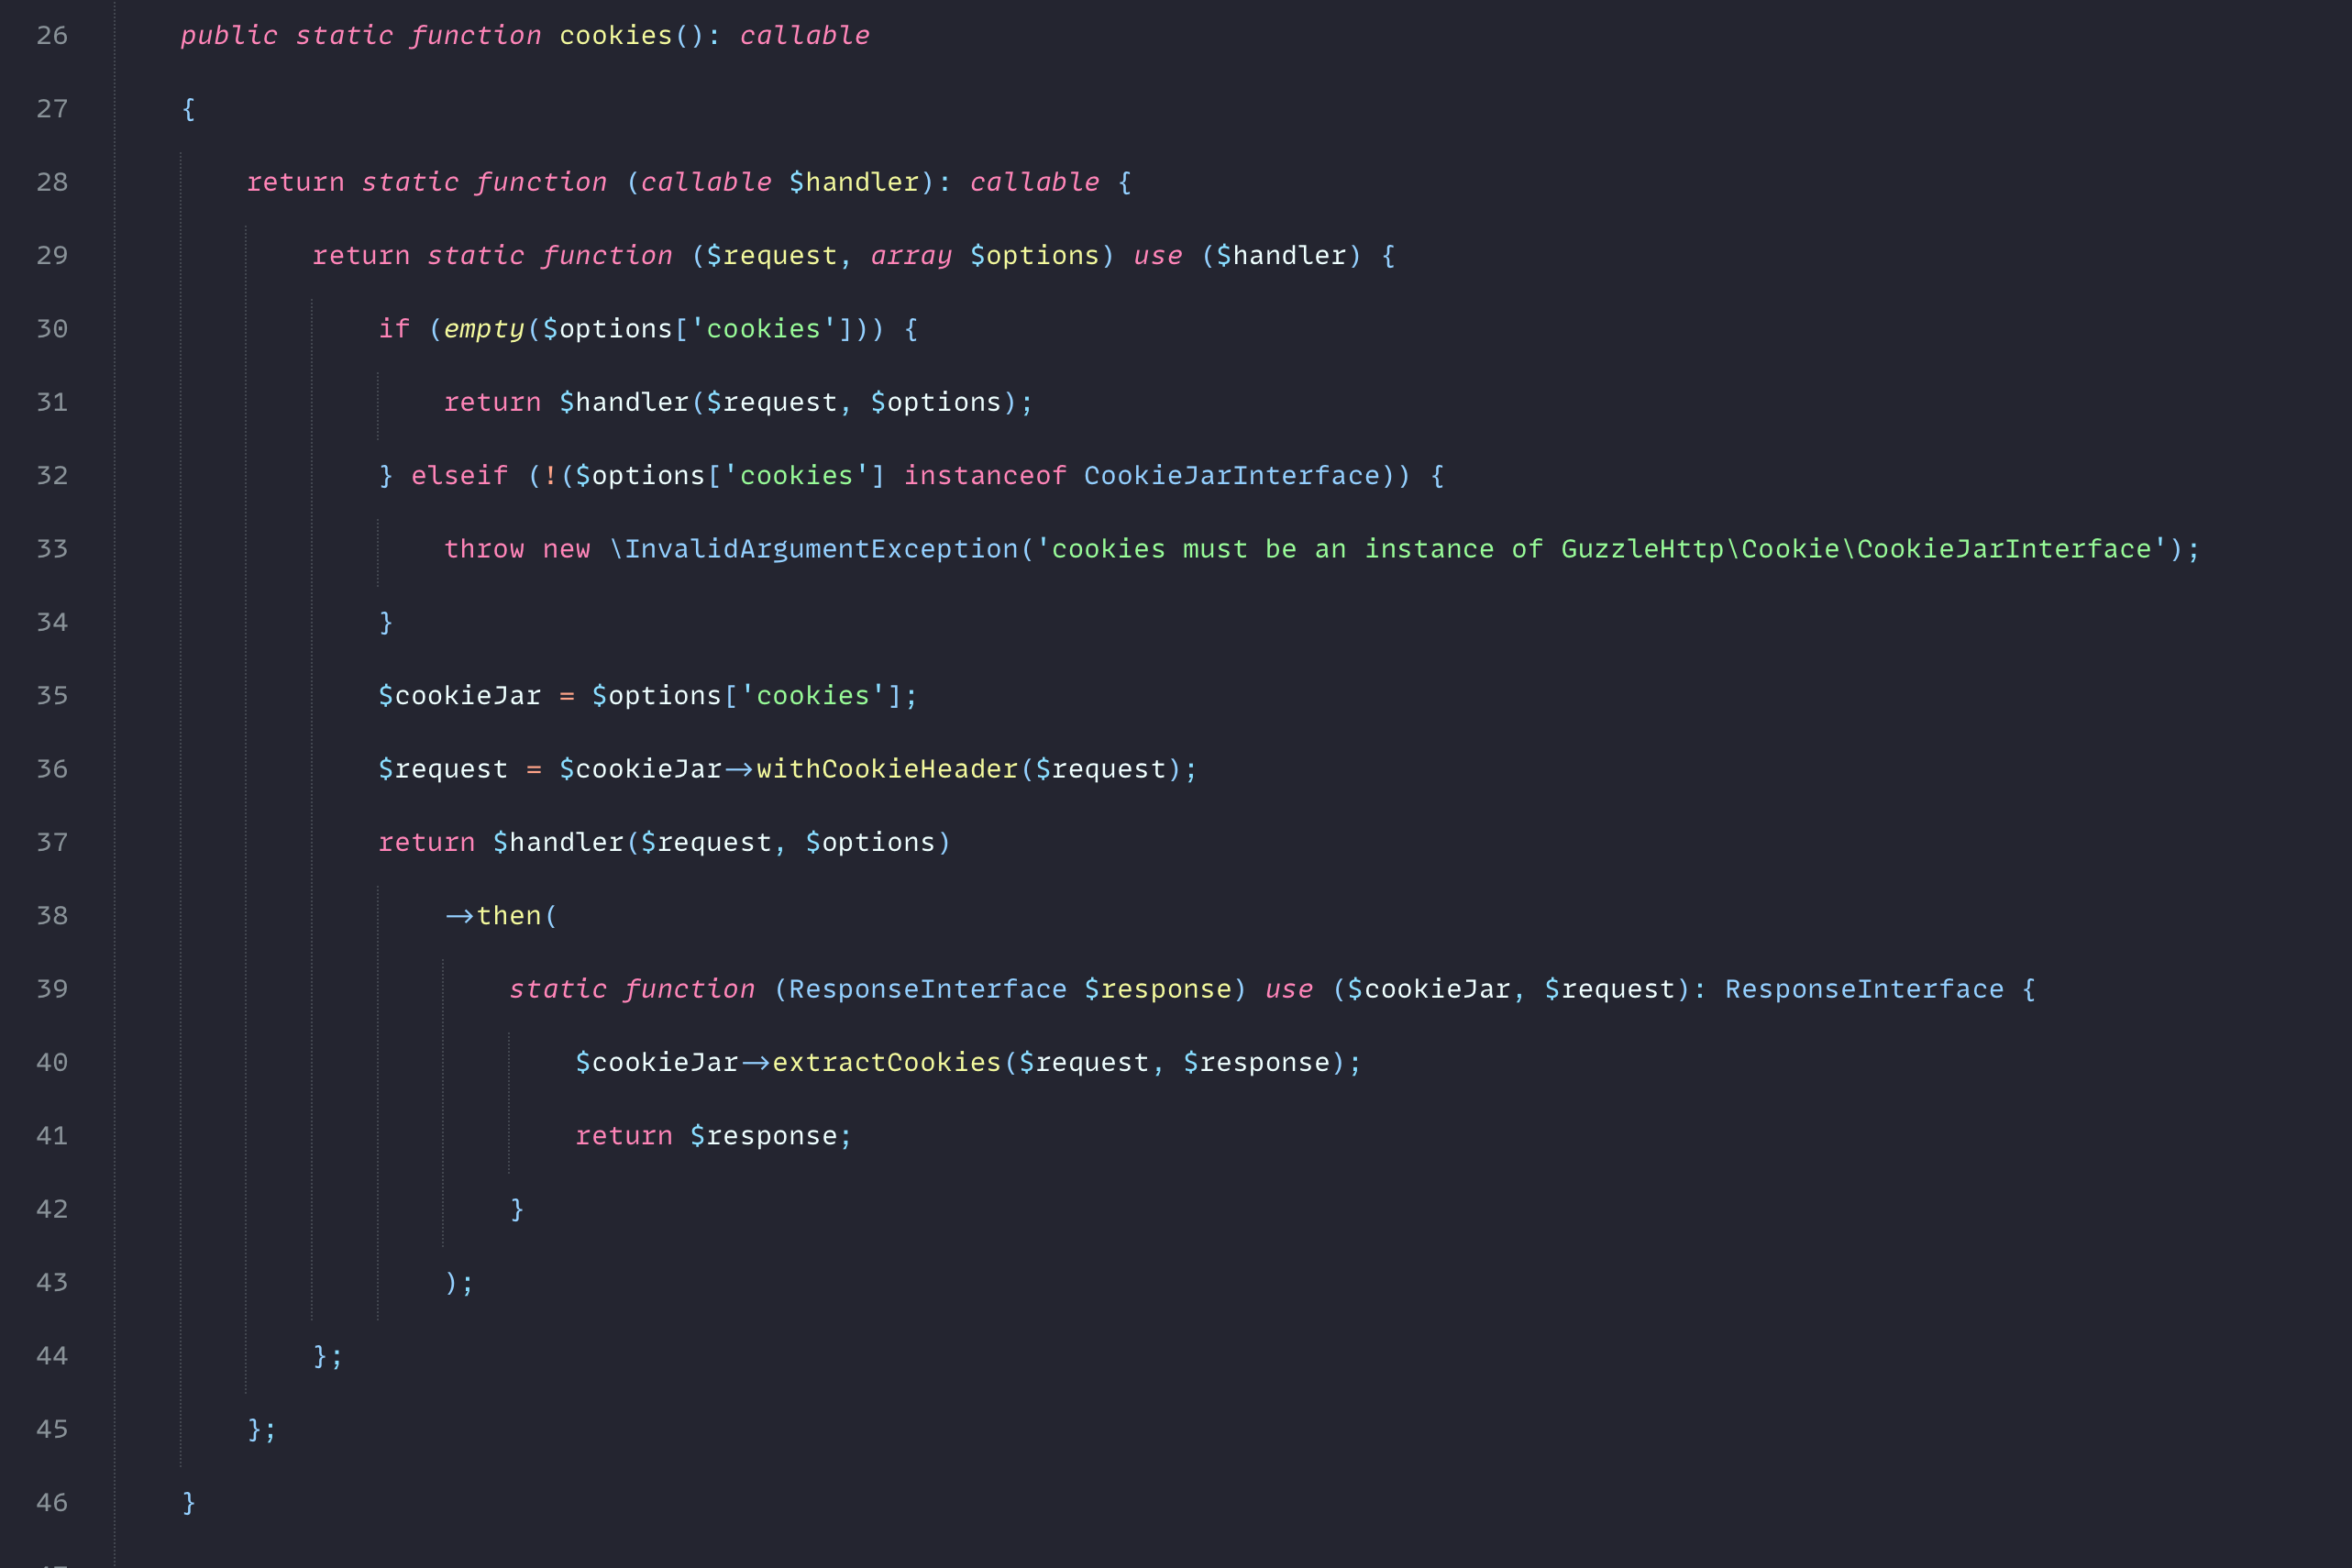 26 public static function cookies(): callable
27 {
28 return static function (callable $handler): callable {
29 return static function ($request, array $options) use ($handler) {
30 if (empty($options['cookies'])) {
31 return $handler($request, $options);
32 } elseif (!($options['cookies'] instanceof CookieJarInterface)) {
33 throw new \InvalidArgumentException('cookies must be an instance of GuzzleHttp\Cookie\CookieJarInterface');
34 }
35 $cookieJar = $options['cookies'];
36 $request = $cookieJar->withCookieHeader($request);
37 return $handler($request, $options)
38 ->then(
39 static function (ResponseInterface $response) use ($cookieJar, $request): ResponseInterface {
40 $cookieJar->extractCookies($request, $response);
41 return $response;
42 }
43 );
44 };
45 };
46 }